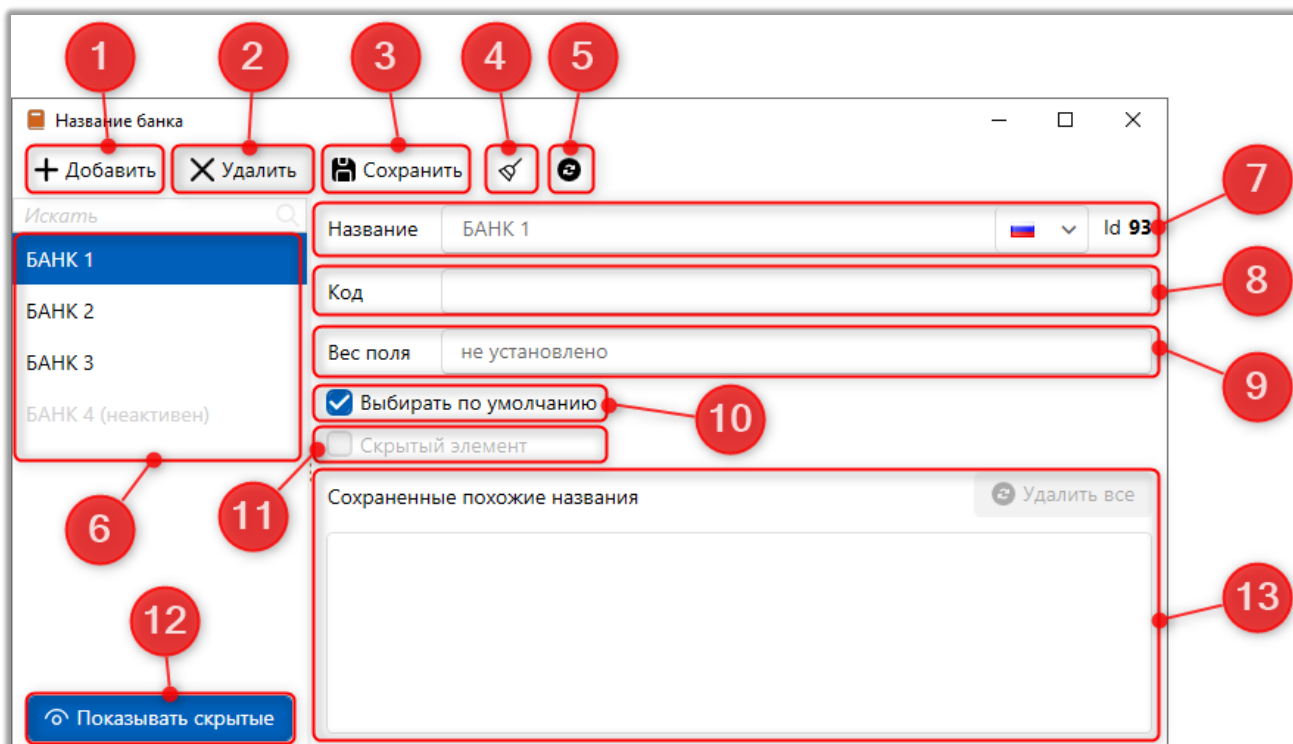 1 2 3 4 5
Название банка
Добавить Удалить Сохранить
Искать
Название БАНК 1 Id 93
7
БАНК 1
Код
8
БАНК 2
Вес поля не установлено
БАНК 3
9
Выбирать по умолчанию
10
БАНК 4 (неактивен)
Скрытый элемент
11
6
Сохраненные похожие названия Удалить все
13
12
Показывать скрытые